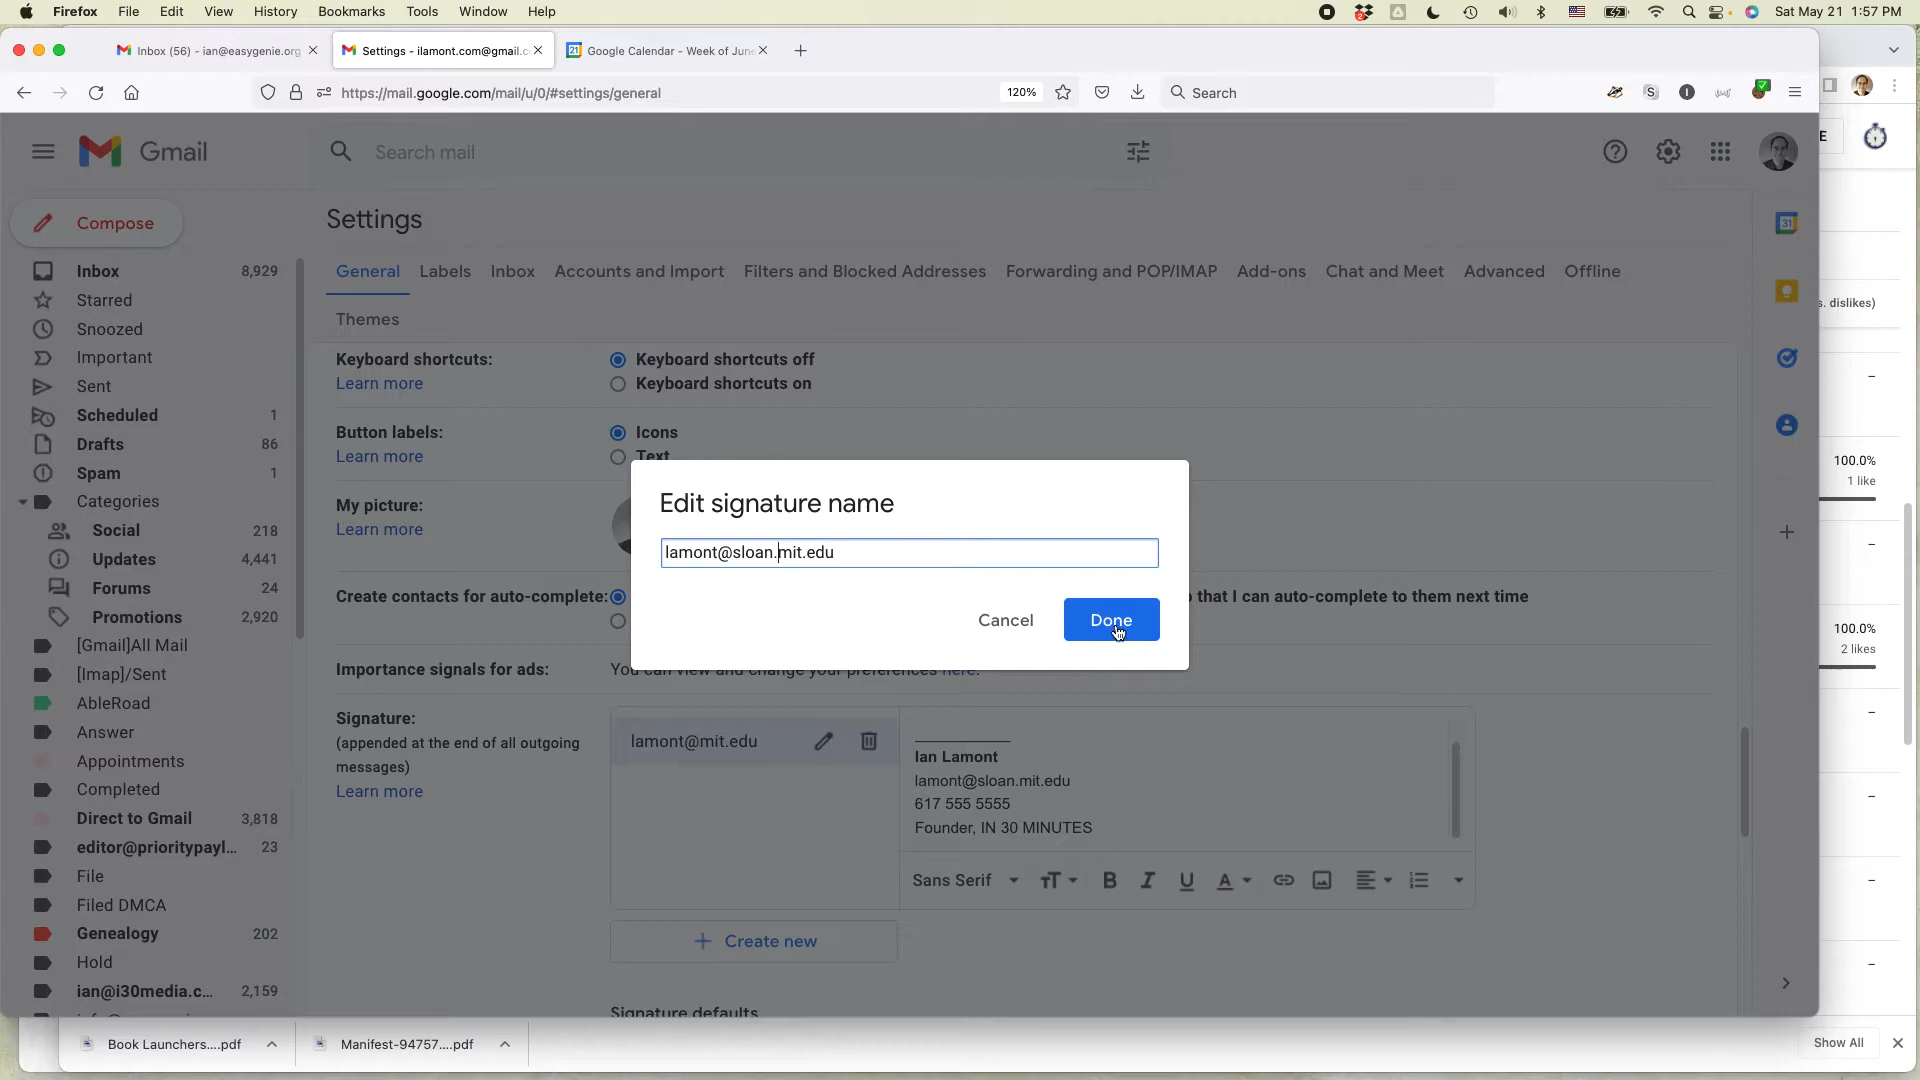 Firefox File Edit View History Bookmarks Tools Window Help
Sat May 21 1:57 PM
Inbox (56) - ian@easygenie.org
Settings - ilamont.com@gmail.c
Google Calendar - Week of June
https://mail.google.com/mail/u/0/#settings/general
120%
Search
Gmail
Search mail
Compose
Settings
General Labels Inbox Accounts and Import Filters and Blocked Addresses Forwarding and POP/IMAP Add-ons Chat and Meet Advanced Offline
Themes
Inbox 8,929
Starred
Snoozed
Important
Sent
Scheduled 1
Drafts 86
Spam 1
Categories
Social 218
Updates 4,441
Forums 24
Promotions 2,920
[Gmail]All Mail
[Imap]/Sent
AbleRoad
Answer
Appointments
Completed
Direct to Gmail 3,818
editor@prioritypayl... 23
File
Filed DMCA
Genealogy 202
Hold
ian@i30media.c... 2,159
Keyboard shortcuts:
Learn more
Keyboard shortcuts off
Keyboard shortcuts on
Button labels:
Learn more
Icons
Text
My picture:
Learn more
Edit signature name
lamont@sloan.mit.edu
Cancel
Done
Create contacts for auto-complete:
that I can auto-complete to them next time
Importance signals for ads:
You can view and change your preferences here.
Signature:
(appended at the end of all outgoing
messages)
Learn more
lamont@mit.edu
Ian Lamont
lamont@sloan.mit.edu
617 555 5555
Founder, IN 30 MINUTES
Sans Serif
Create new
Signature defaults
E
s. dislikes)
100.0%
1 like
100.0%
2 likes
Book Launchers....pdf
Manifest-94757....pdf
Show All